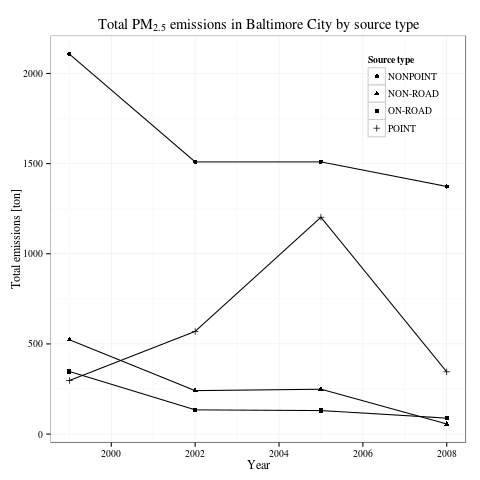 Total PM2.5 emissions in Baltimore City by source type
Source type
NONPOINT
NON-ROAD
ON-ROAD
POINT
Total emissions [ton]
2000
1500
1000
500
0
2000 2002 2004 2006 2008
Year